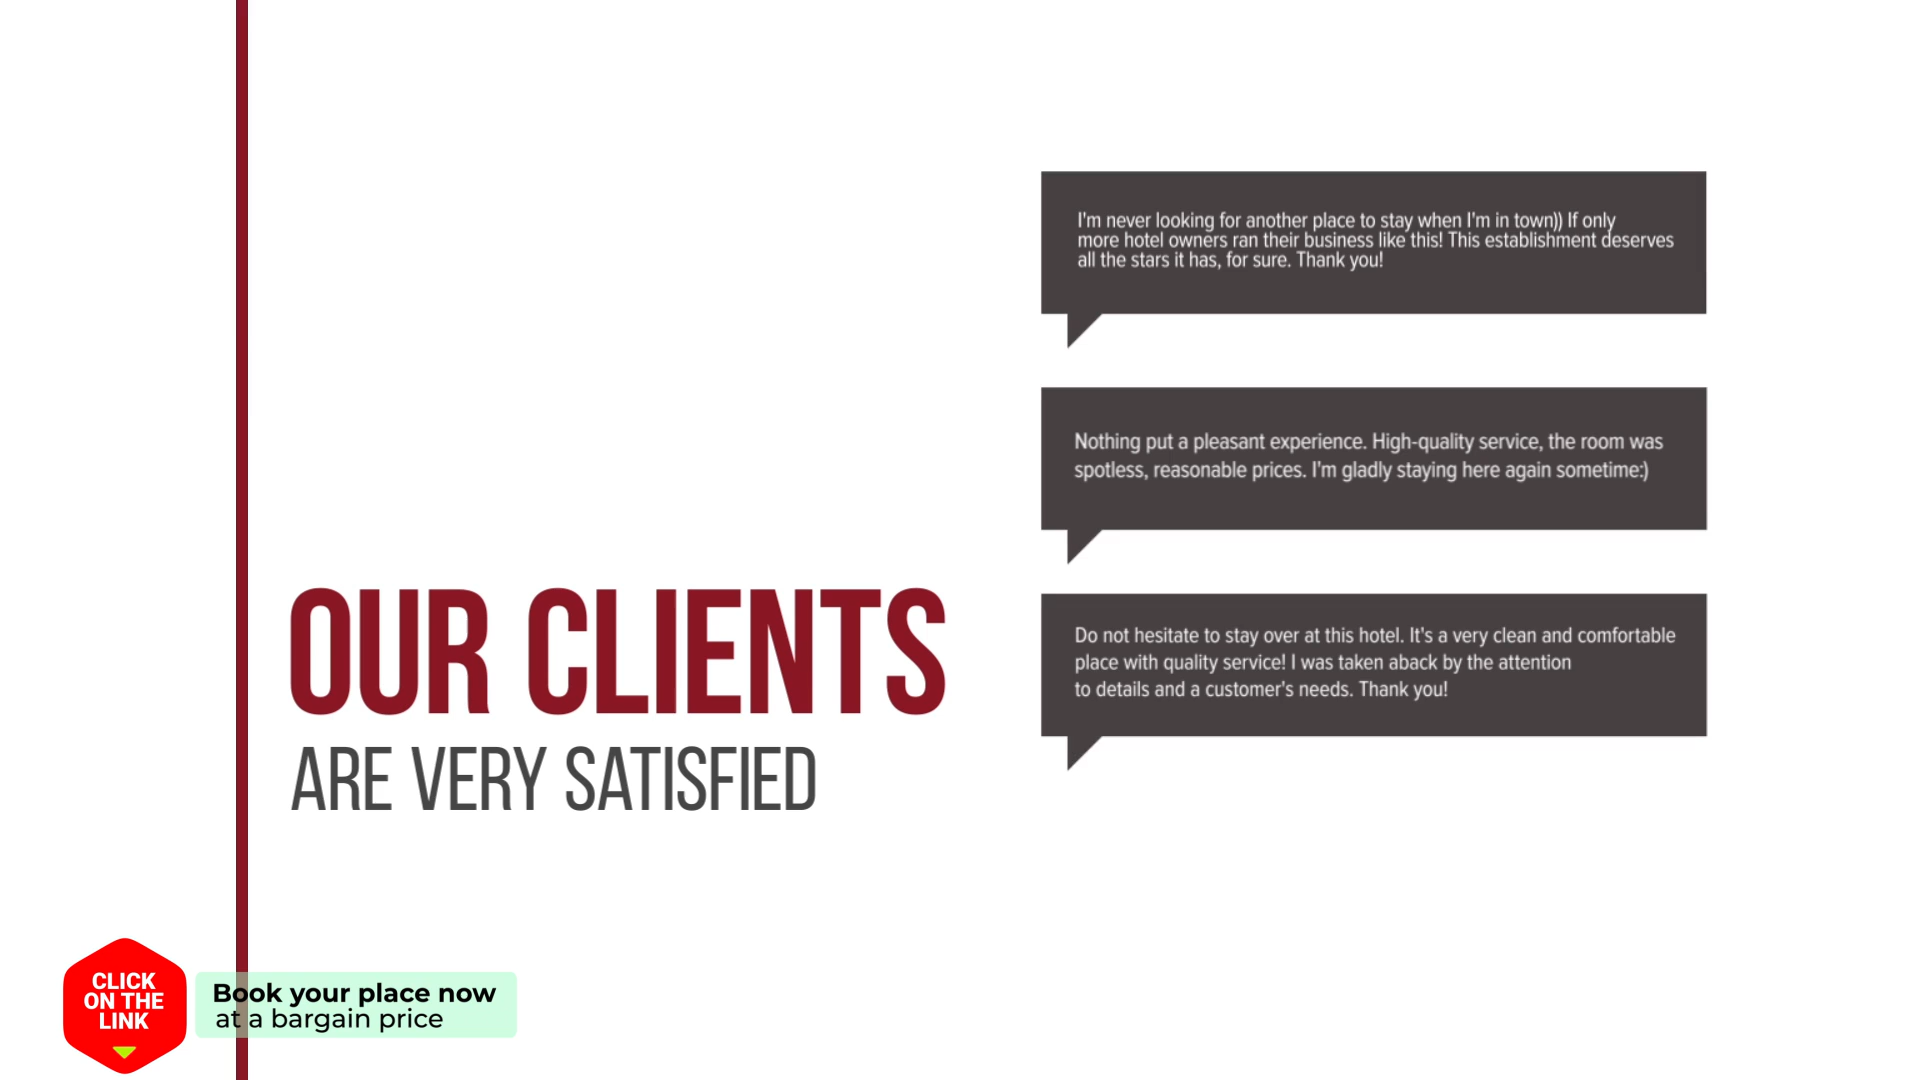 I'm never looking for another place to stay when I'm in town)) If only
more hotel owners ran their business like this! This establishment deserves
all the stars it has, for sure. Thank you!
Nothing put a pleasant experience. High-quality service, the room was
spotless, reasonable prices. I'm gladly staying here again sometime:)
Do not hesitate to stay over at this hotel. It's a very clean and comfortable
place with quality service! I was taken aback by the attention
to details and a customer's needs. Thank you!
OUR CLIENTS
ARE VERY SATISFIED
CLICK
ON THE
LINK
Book your place now
at a bargain price